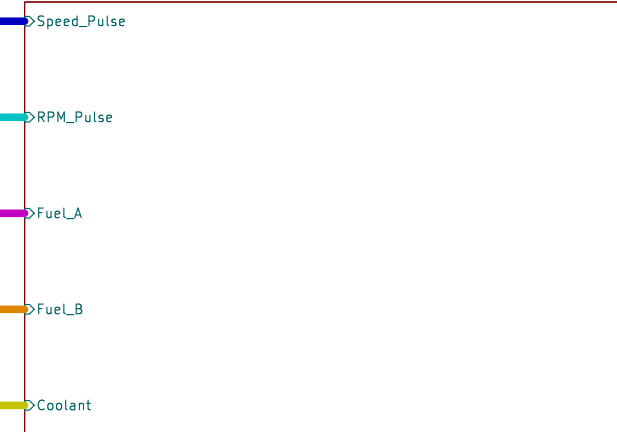 Speed_Pulse
RPM_Pulse
Fuel_A
Fuel_B
Coolant